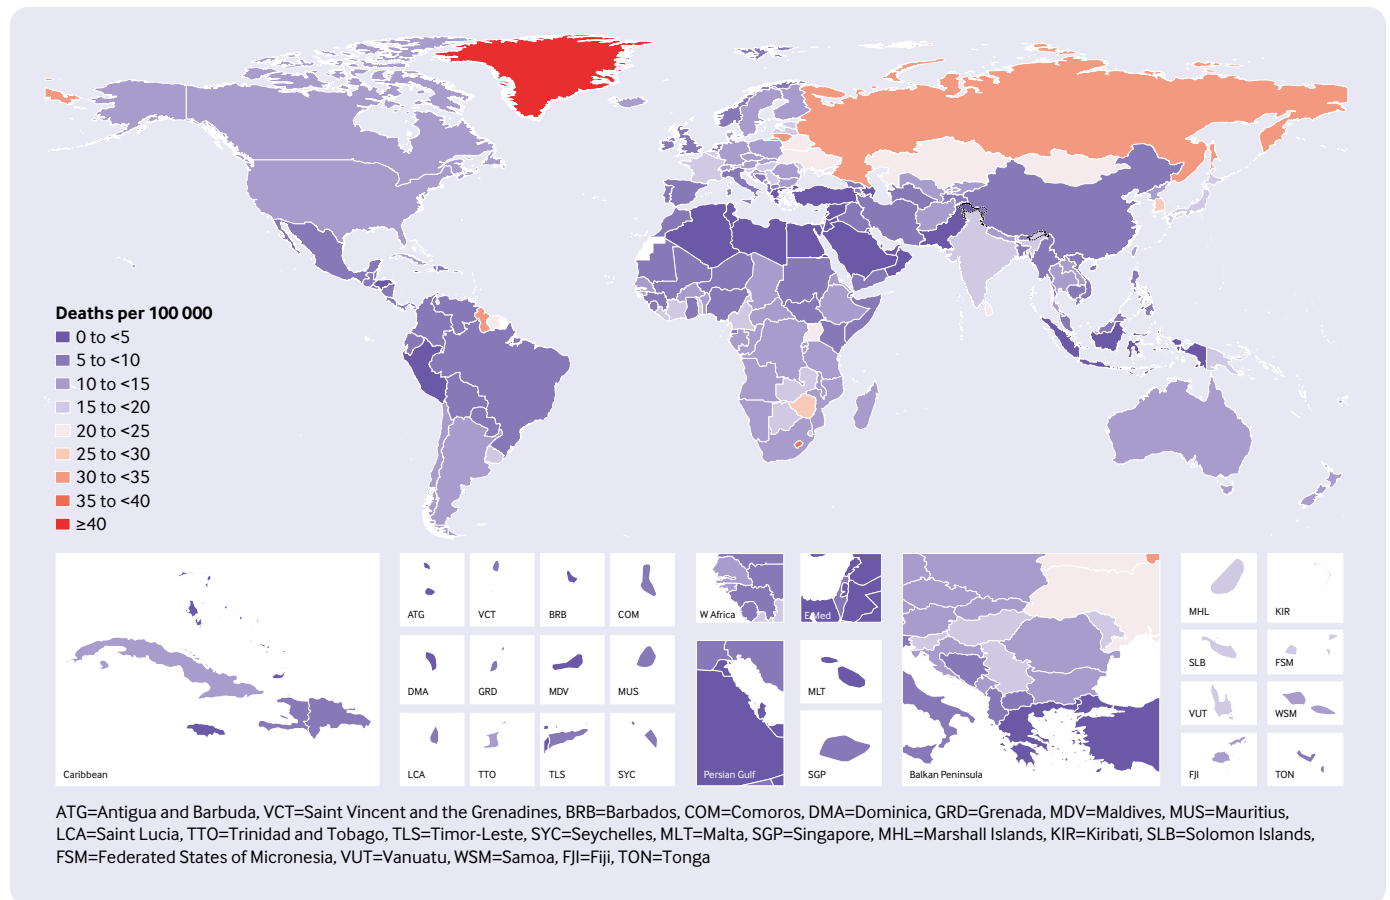 Deaths per 100 000
0 to <5
5 to <10
10 to <15
15 to <20
20 to <25
25 to <30
30 to <35
35 to <40
≥40
Caribbean
ATG
VCT
BRB
COM
DMA
GRD
MDV
MUS
LCA
TTO
TLS
SYC
W Africa
E Med
Persian Gulf
MLT
SGP
Balkan Peninsula
MHL
KIR
SLB
FSM
VUT
WSM
FJI
TON
ATG=Antigua and Barbuda, VCT=Saint Vincent and the Grenadines, BRB=Barbados, COM=Comoros, DMA=Dominica, GRD=Grenada, MDV=Maldives, MUS=Mauritius,
LCA=Saint Lucia, TTO=Trinidad and Tobago, TLS=Timor-Leste, SYC=Seychelles, MLT=Malta, SGP=Singapore, MHL=Marshall Islands, KIR=Kiribati, SLB=Solomon Islands,
FSM=Federated States of Micronesia, VUT=Vanuatu, WSM=Samoa, FJI=Fiji, TON=Tonga